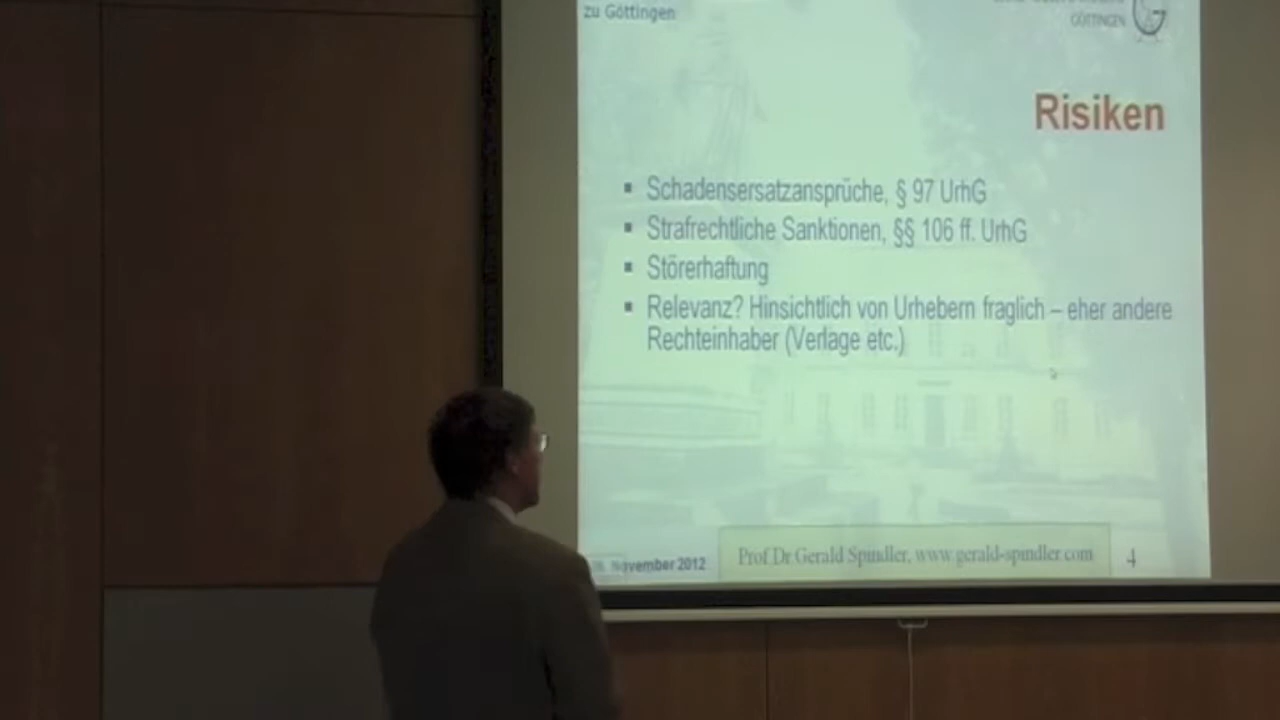 zu Göttingen
GÖTTINGEN
Risiken
▪ Schadensersatzansprüche, § 97 UrhG
▪ Strafrechtliche Sanktionen, §§ 106 ff. UrhG
▪ Störerhaftung
▪ Relevanz? Hinsichtlich von Urhebern fraglich – eher andere
Rechteinhaber (Verlage etc.)
November 2012
Prof.Dr.Gerald Spindler, www.gerald-spindler.com
4